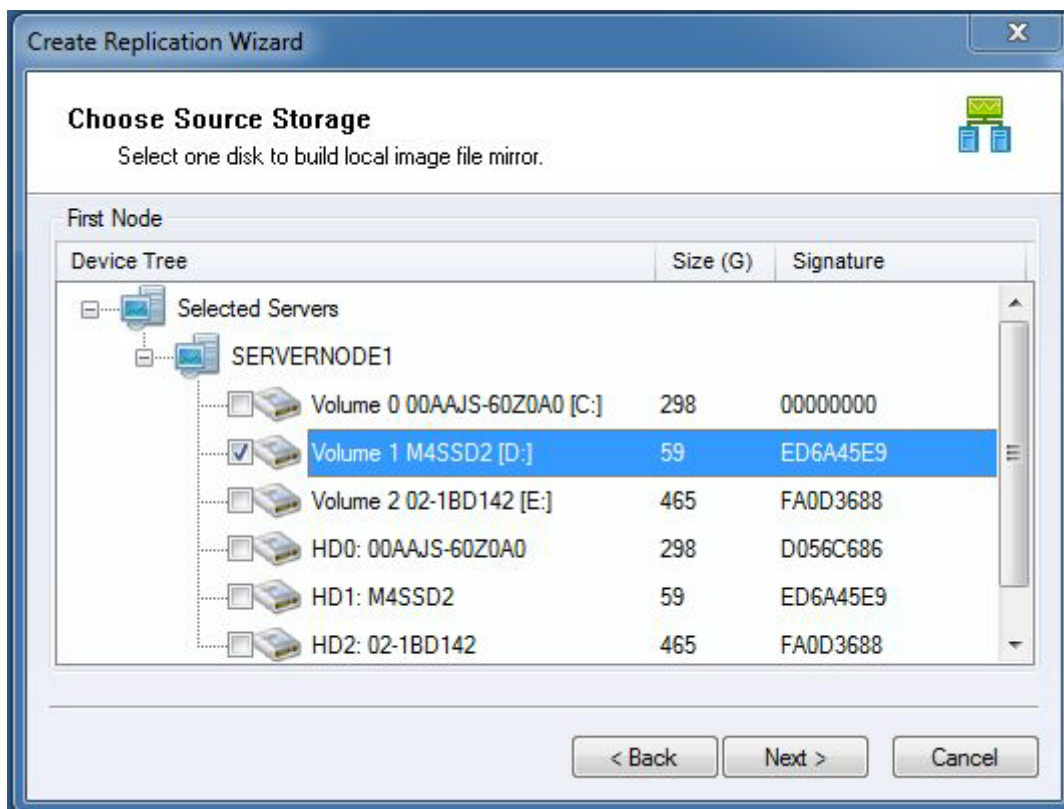 Create Replication Wizard
Choose Source Storage
Select one disk to build local image file mirror.
First Node
Device Tree Size (G) Signature
Selected Servers
SERVERNODE1
Volume 0 00AAJS-60Z0A0 [C:] 298 00000000
Volume 1 M4SSD2 [D:] 59 ED6A45E9
Volume 2 02-1BD142 [E:] 465 FA0D3688
HD0: 00AAJS-60Z0A0 298 D056C686
HD1: M4SSD2 59 ED6A45E9
HD2: 02-1BD142 465 FA0D3688
< Back Next > Cancel